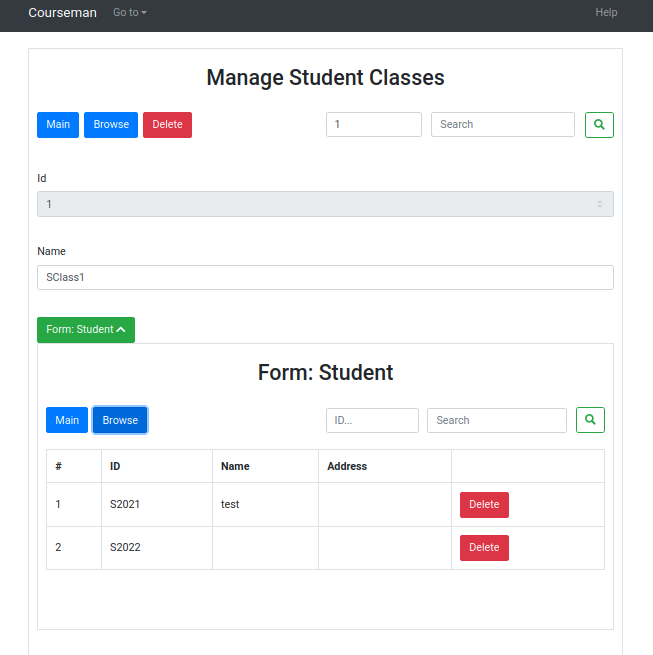 Courseman Go to Help
Manage Student Classes
Main Browse Delete 1 Search
Id
1
Name
SClass1
Form: Student
Form: Student
Main Browse ID... Search
# ID Name Address
1 S2021 test Delete
2 S2022 Delete